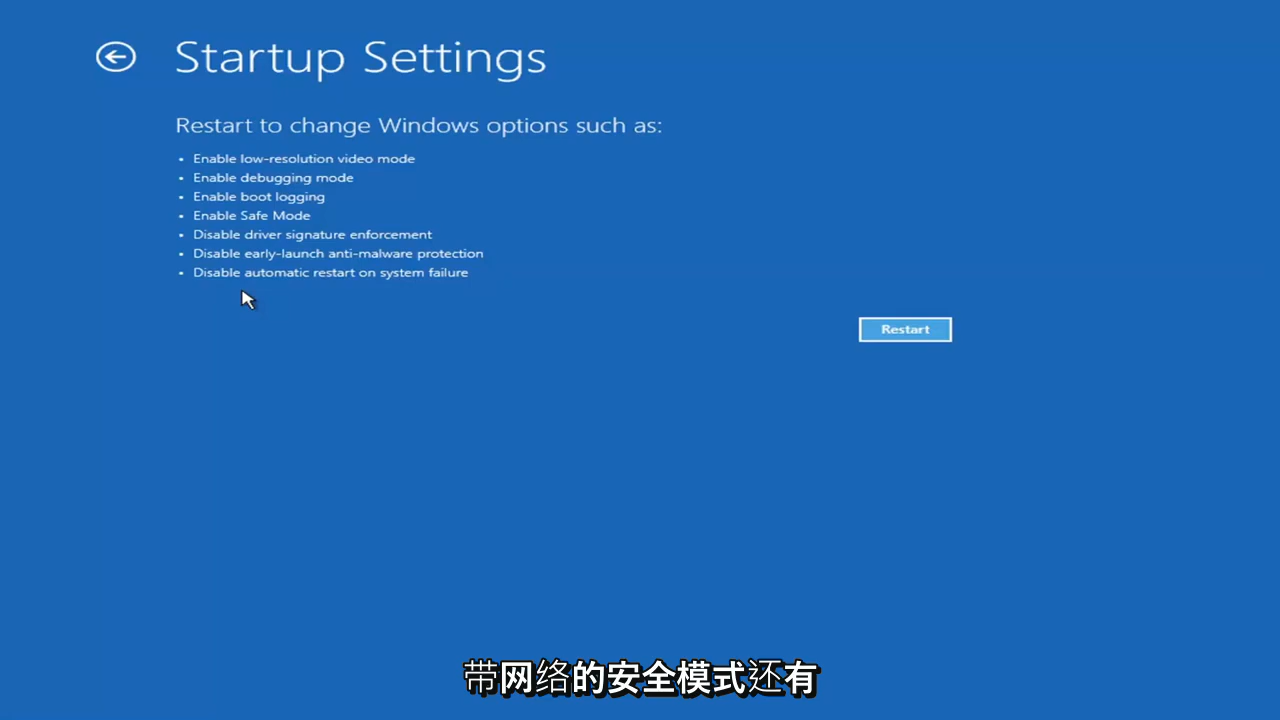 Startup Settings
Restart to change Windows options such as:
• Enable low-resolution video mode
• Enable debugging mode
• Enable boot logging
• Enable Safe Mode
• Disable driver signature enforcement
• Disable early-launch anti-malware protection
• Disable automatic restart on system failure
Restart
带网络的安全模式还有